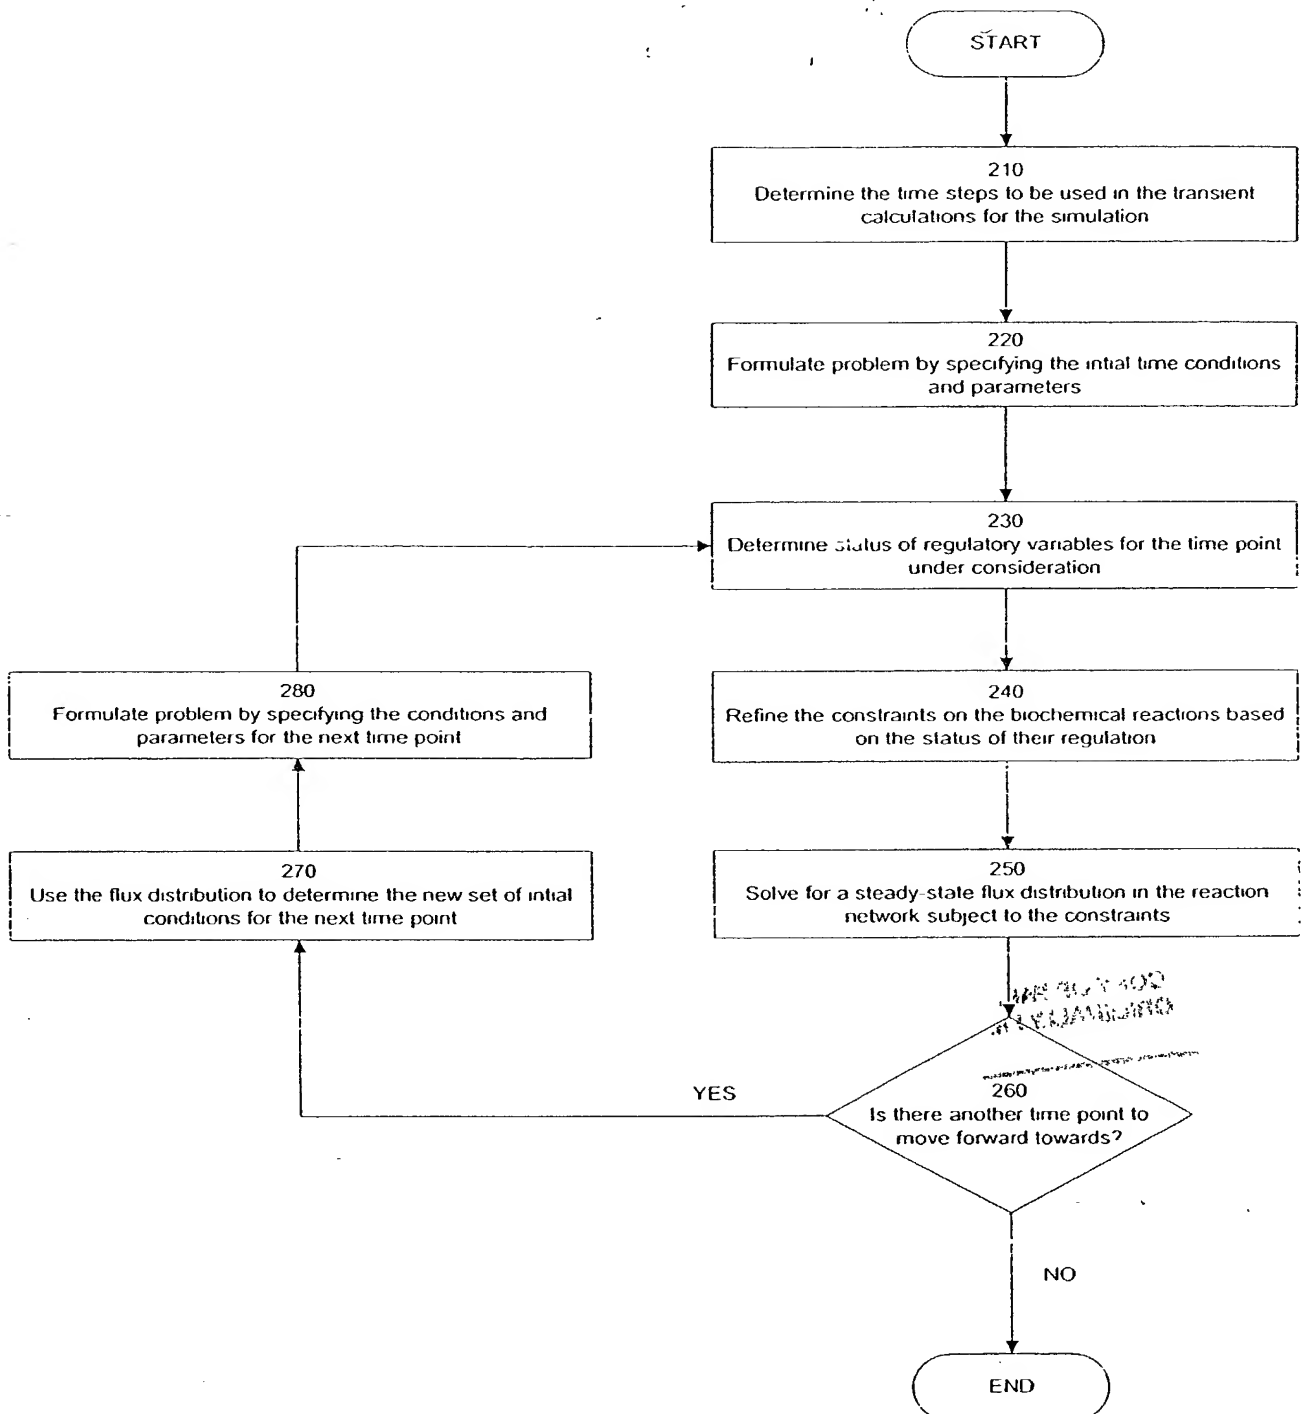 START
210
Determine the time steps to be used in the transient
calculations for the simulation
220
Formulate problem by specifying the intial time conditions
and parameters
230
Determine status of regulatory variables for the time point
under consideration
240
Refine the constraints on the biochemical reactions based
on the status of their regulation
250
Solve for a steady-state flux distribution in the reaction
network subject to the constraints
260
Is there another time point to
move forward towards?
YES
270
Use the flux distribution to determine the new set of intial
conditions for the next time point
280
Formulate problem by specifying the conditions and
parameters for the next time point
NO
END